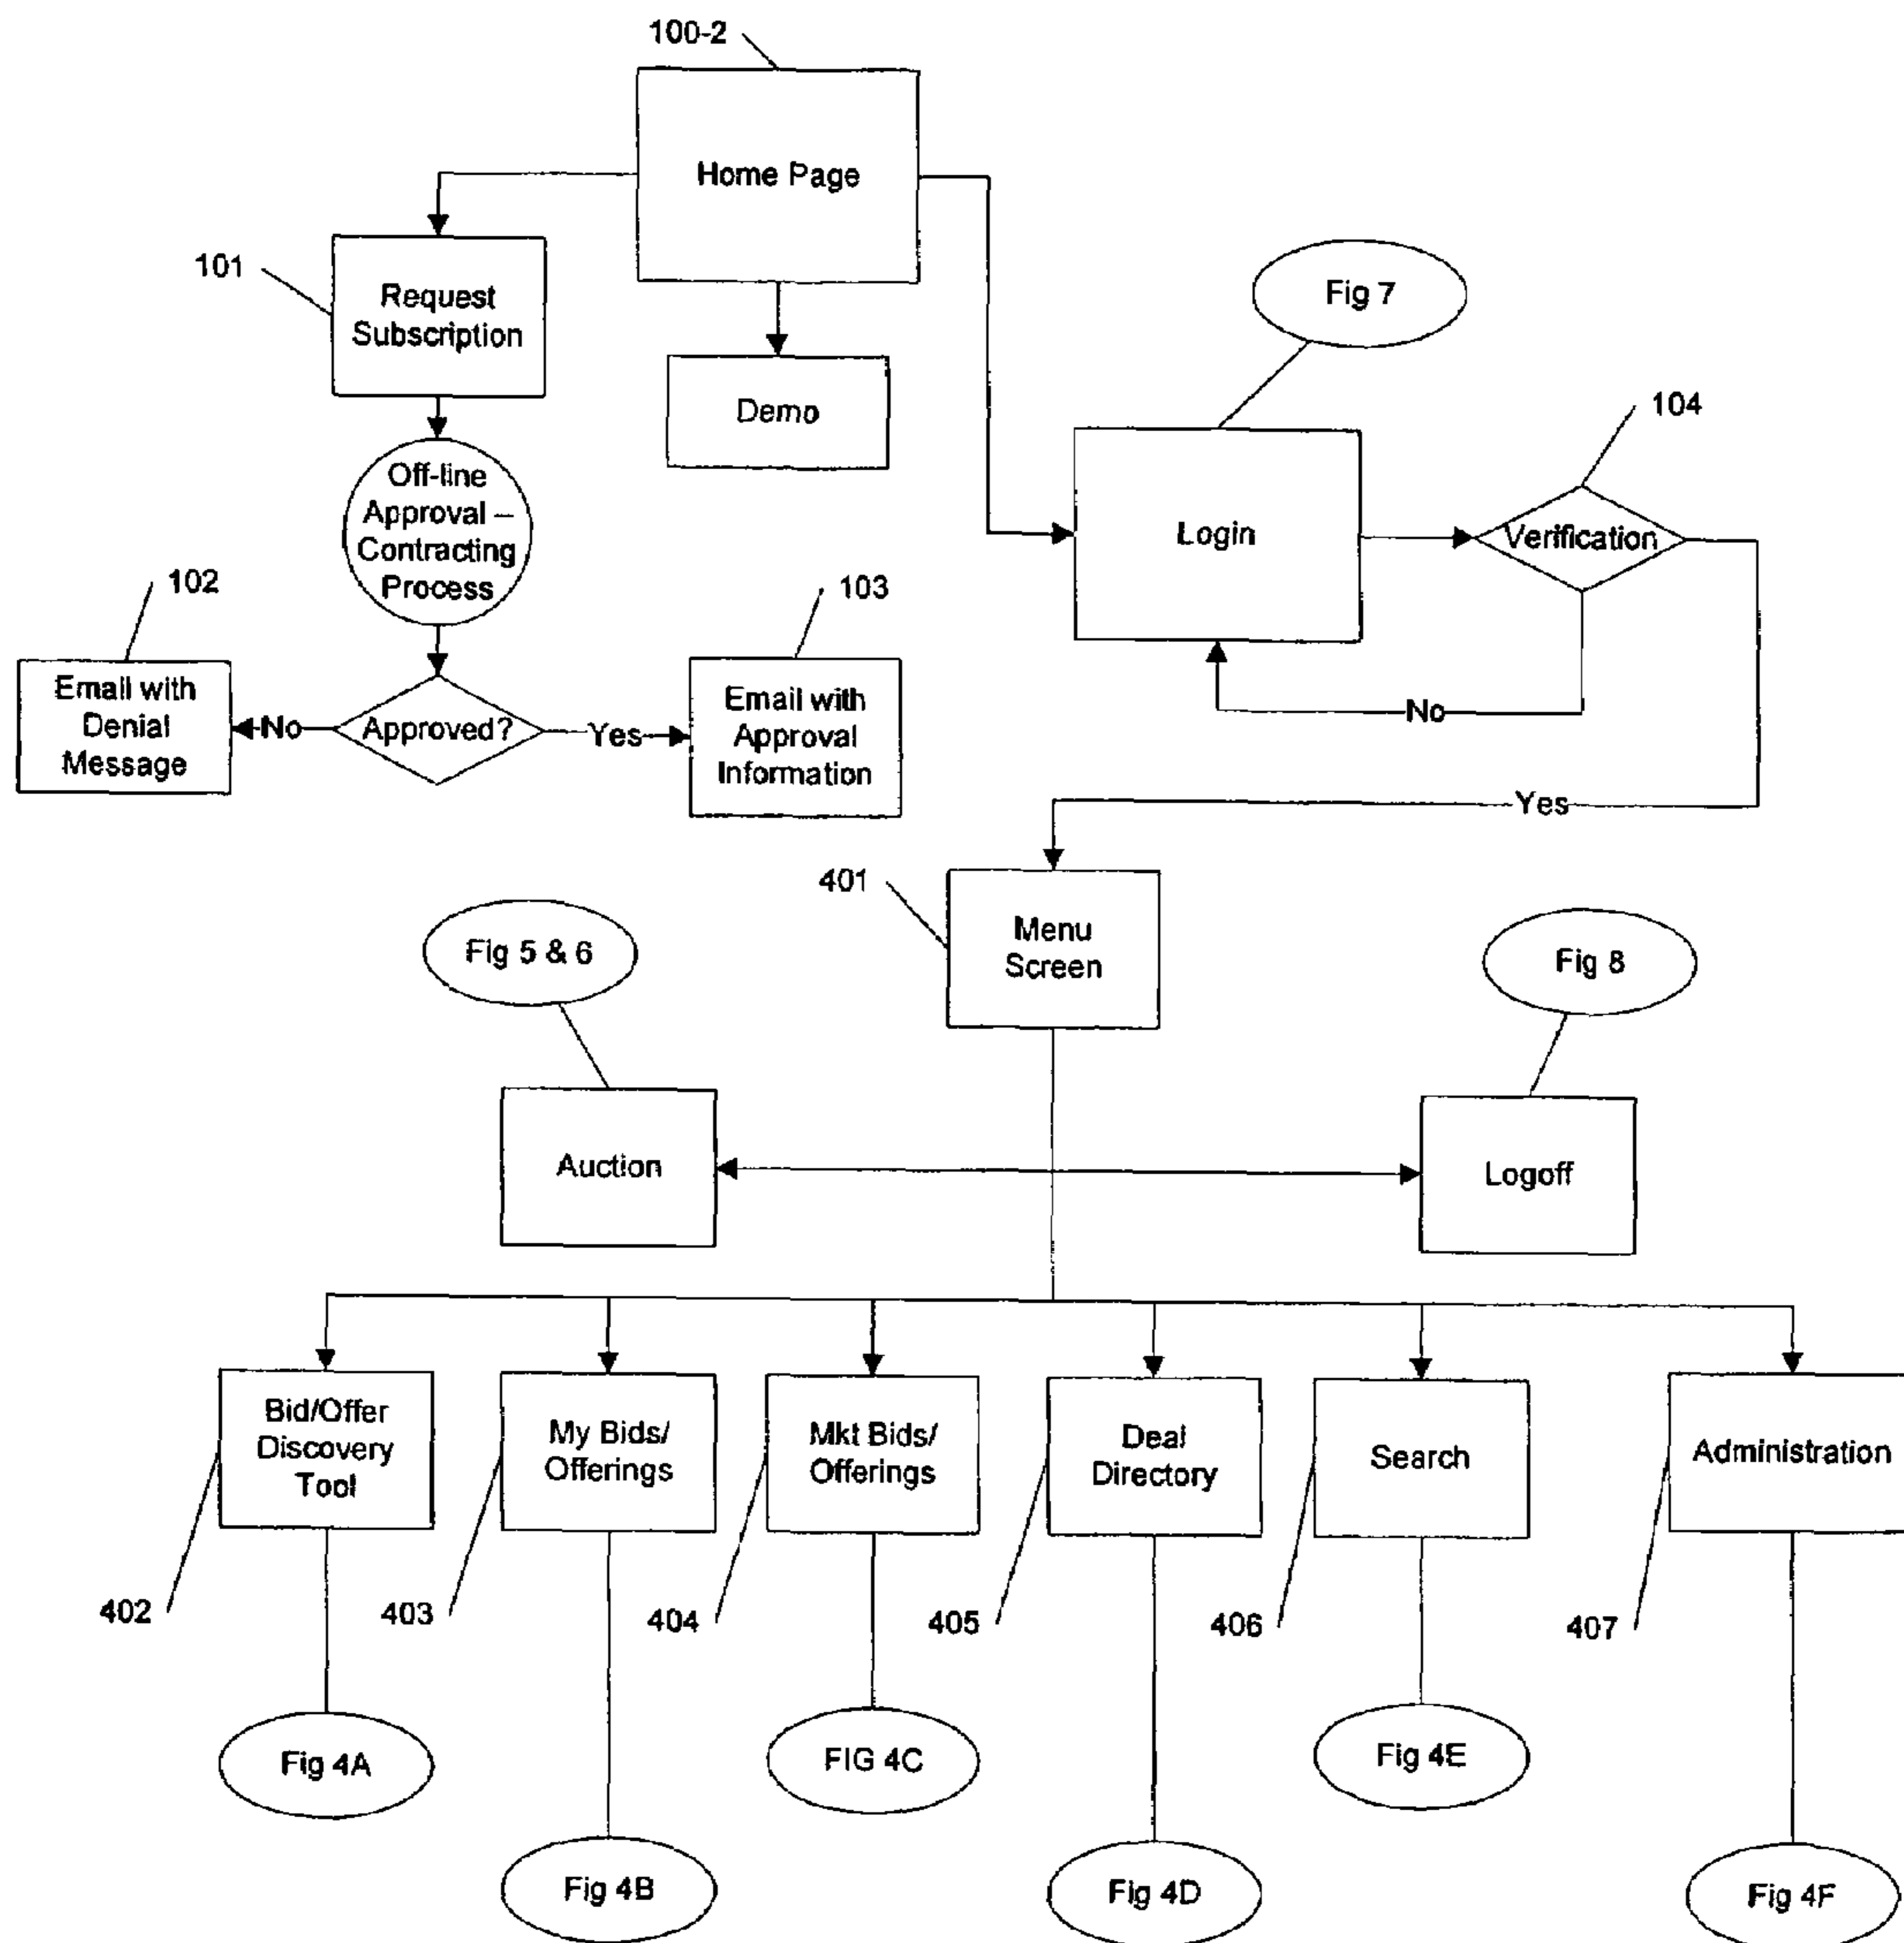 100-2
Home Page
101
Request
Subscription
Fig 7
Demo
104
Off-line
Approval –
Contracting
Process
Login
Verification
102
103
Email with
Denial
Message
No
Approved?
Yes
Email with
Approval
Information
No
Yes
401
Menu
Screen
Fig 5 & 6
Fig 8
Auction
Logoff
Bid/Offer
Discovery
Tool
My Bids/
Offerings
Mkt Bids/
Offerings
Deal
Directory
Search
Administration
402
403
404
405
406
407
Fig 4A
FIG 4C
Fig 4E
Fig 4B
Fig 4D
Fig 4F